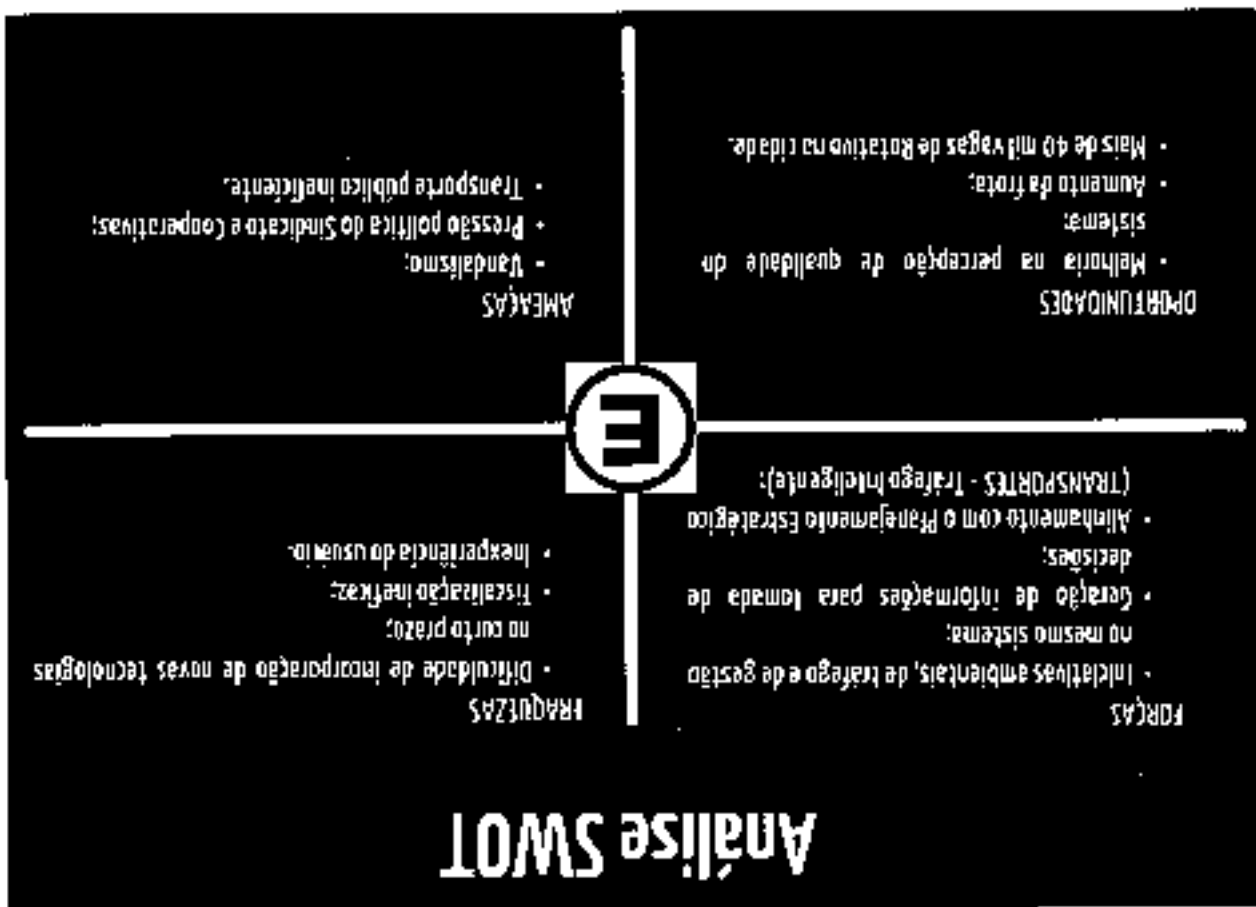 Análise SWOT
FORÇAS
• Iniciativas ambientais, de tráfego e de gestão
no mesmo sistema;
• Geração de informações para tomada de
decisões;
• Alinhamento com o Planejamento Estratégico
(TRANSPORTES - Tráfego Inteligente);
FRAQUEZAS
• Dificuldade de incorporação de novas tecnologias
no curto prazo;
• Fiscalização ineficaz;
• Inexperiência do usuário.
E
OPORTUNIDADES
• Melhoria na percepção de qualidade do
sistema;
• Aumento da frota;
• Mais de 40 mil vagas de Rotativo na cidade.
AMEAÇAS
• Vandalismo;
• Pressão política do Sindicato e Cooperativas;
• Transporte público ineficiente.